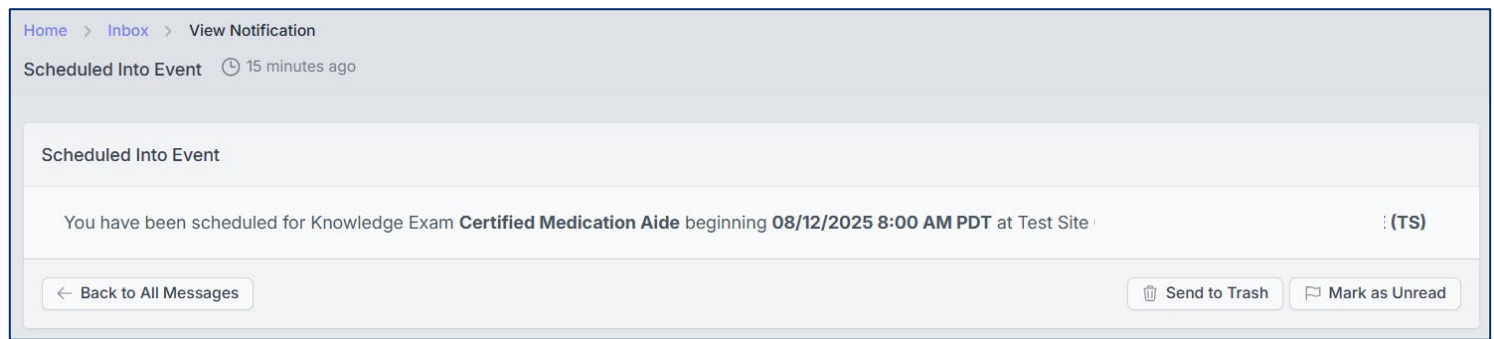 Home > Inbox > View Notification
Scheduled Into Event 15 minutes ago
Scheduled Into Event
You have been scheduled for Knowledge Exam Certified Medication Aide beginning 08/12/2025 8:00 AM PDT at Test Site (TS)
← Back to All Messages Send to Trash Mark as Unread